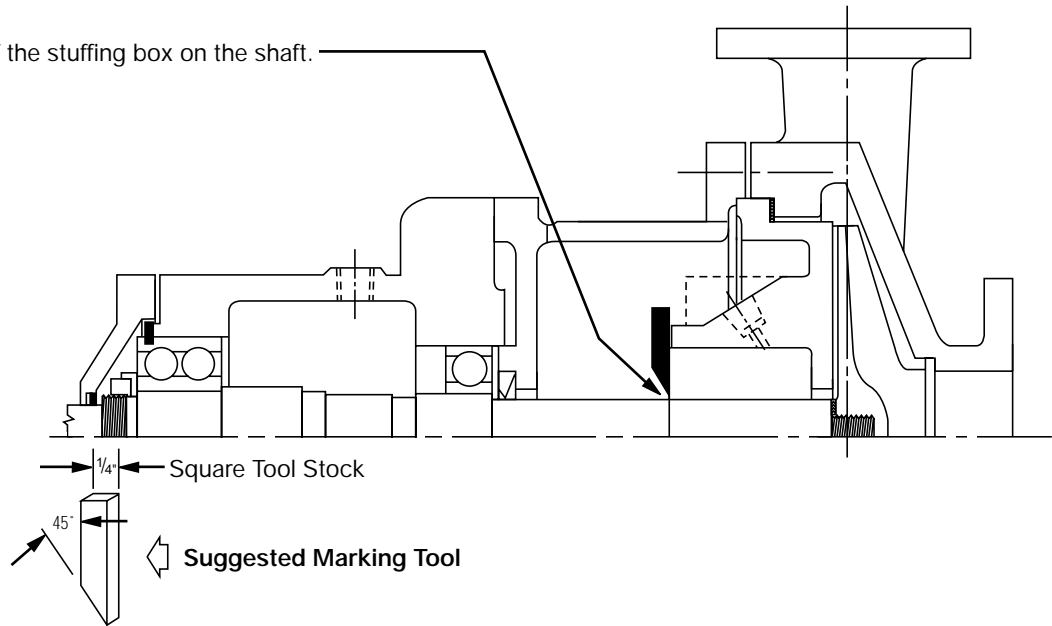 the stuffing box on the shaft.
1/4"
Square Tool Stock
45°
Suggested Marking Tool